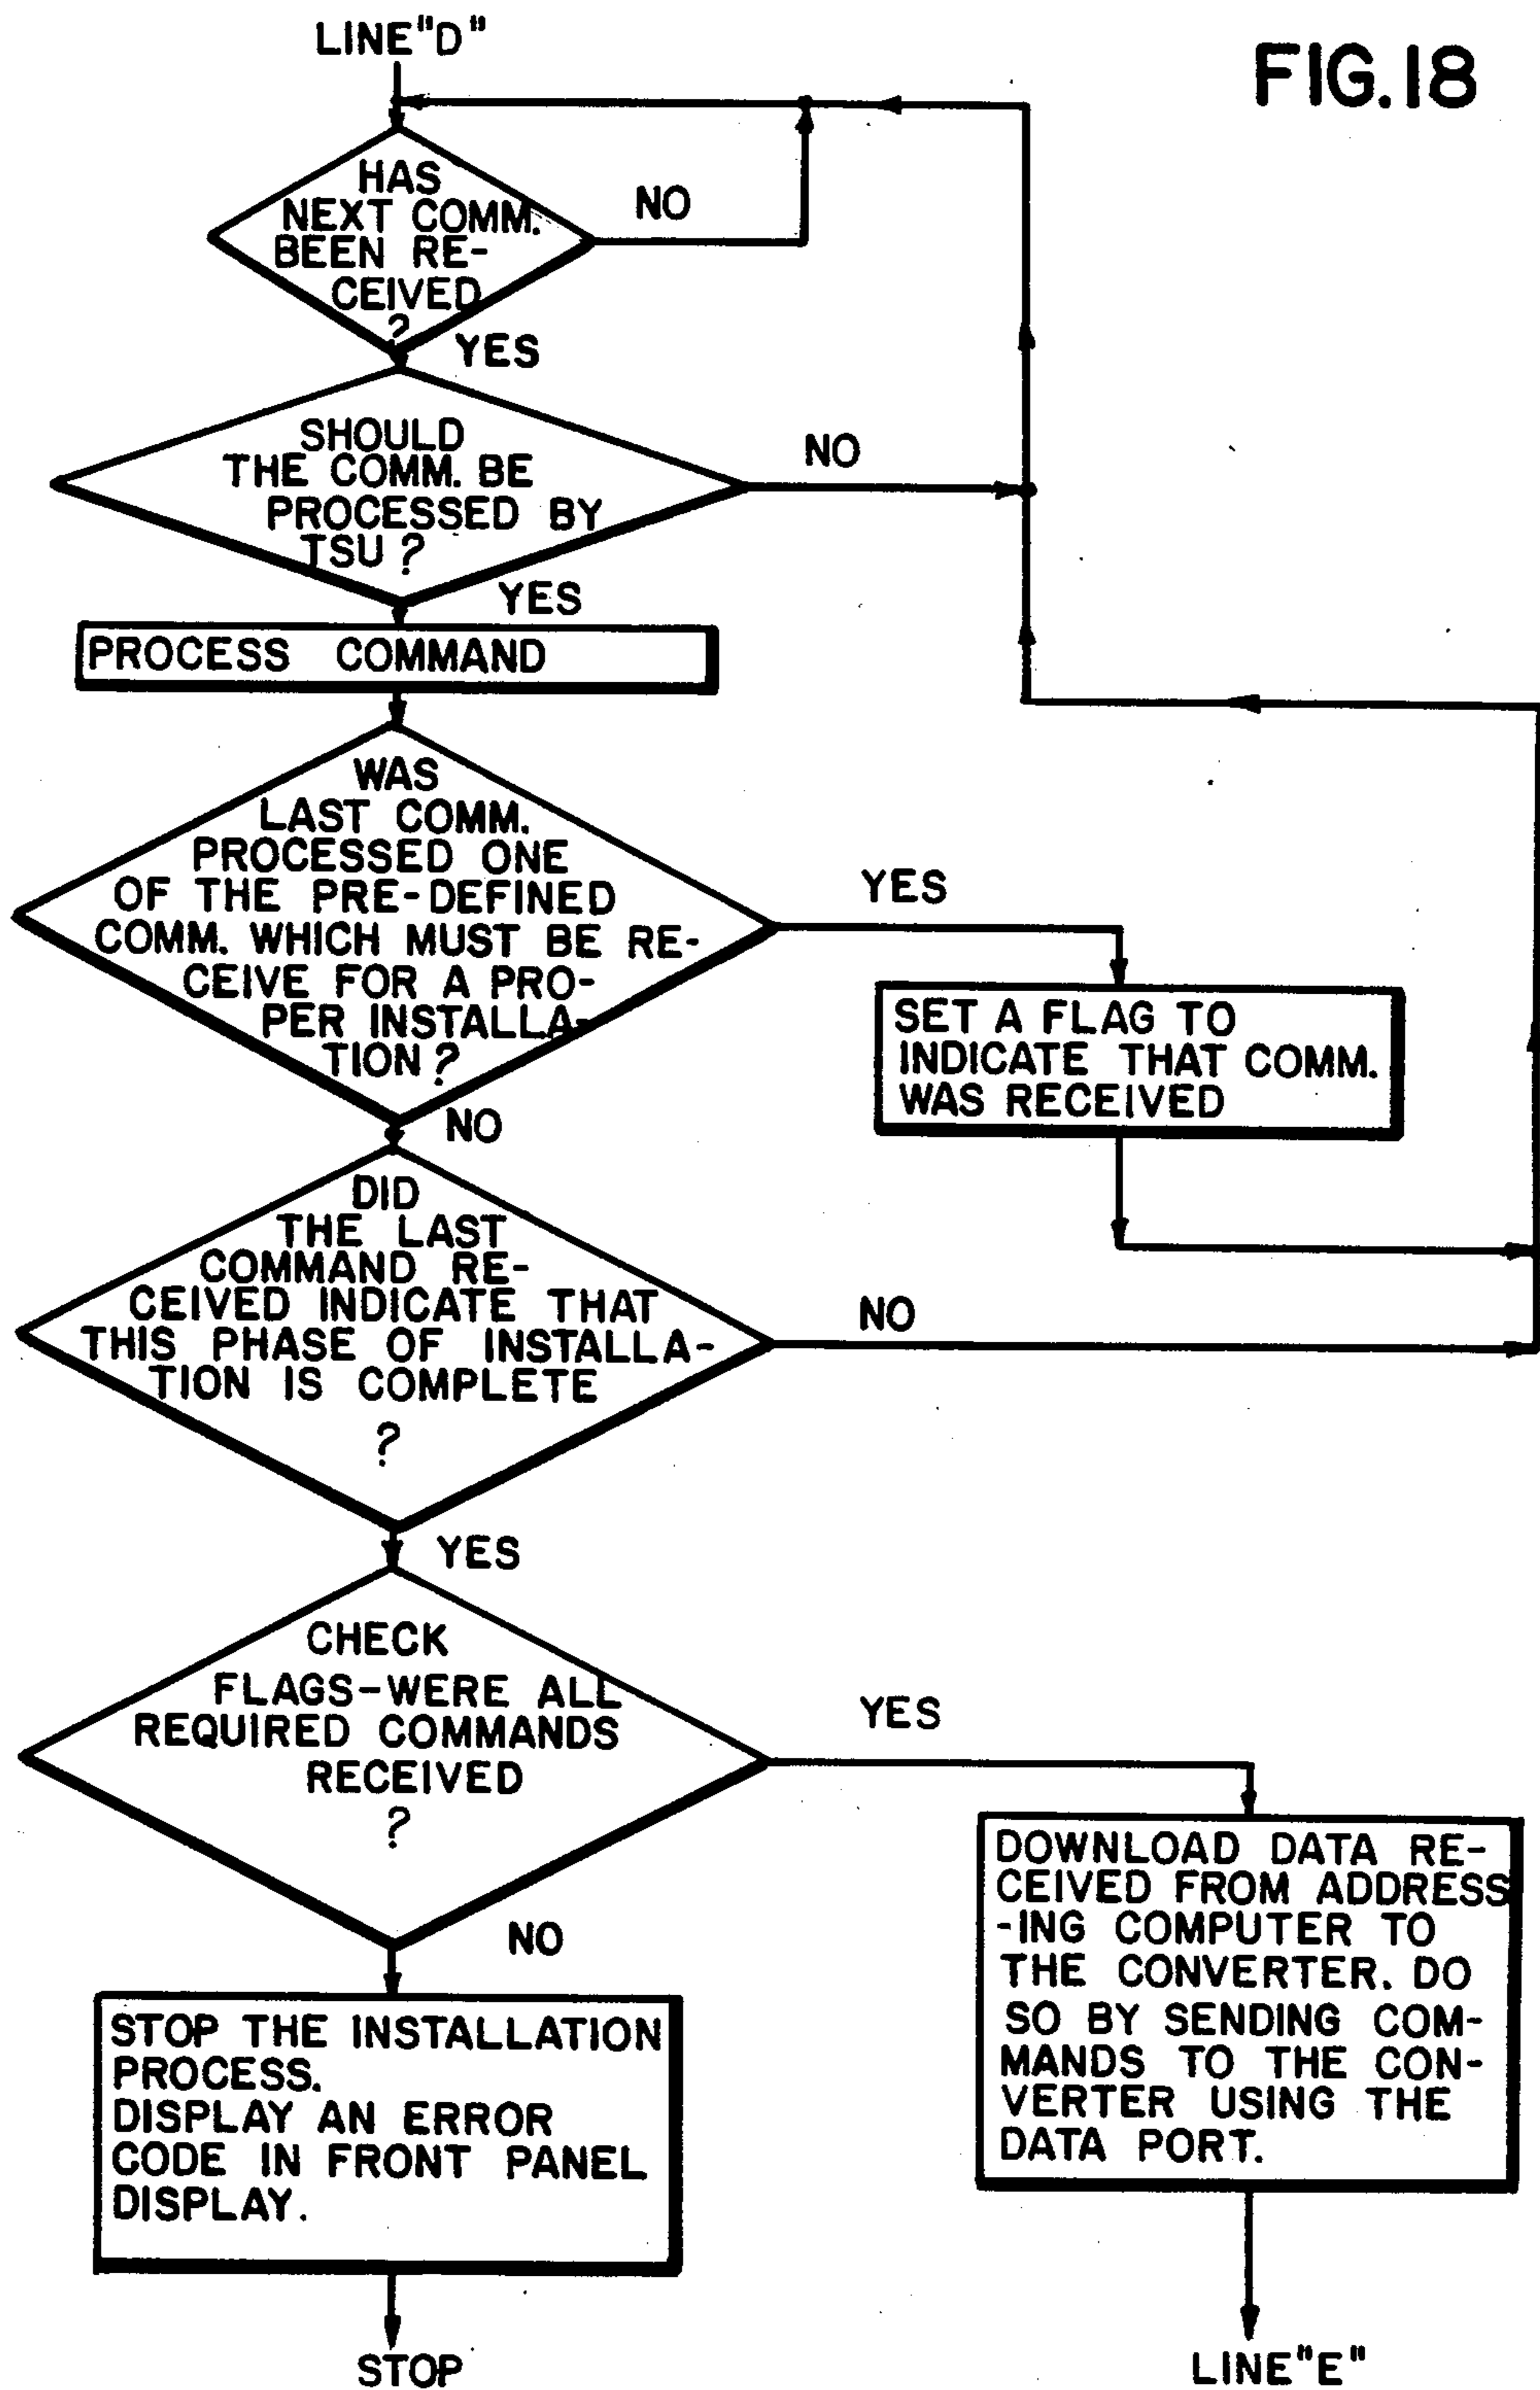 LINE "D"
FIG. 18
HAS
NEXT COMM.
BEEN RE-
CEIVED
?
NO
YES
SHOULD
THE COMM. BE
PROCESSED BY
TSU ?
NO
YES
PROCESS COMMAND
WAS
LAST COMM.
PROCESSED ONE
OF THE PRE-DEFINED
COMM. WHICH MUST BE RE-
CEIVE FOR A PRO-
PER INSTALLA-
TION ?
YES
SET A FLAG TO
INDICATE THAT COMM.
WAS RECEIVED
NO
DID
THE LAST
COMMAND RE-
CEIVED INDICATE THAT
THIS PHASE OF INSTALLA-
TION IS COMPLETE
?
NO
YES
CHECK
FLAGS-WERE ALL
REQUIRED COMMANDS
RECEIVED
?
YES
DOWNLOAD DATA RE-
CEIVED FROM ADDRESS
-ING COMPUTER TO
THE CONVERTER. DO
SO BY SENDING COM-
MANDS TO THE CON-
VERTER USING THE
DATA PORT.
NO
STOP THE INSTALLATION
PROCESS.
DISPLAY AN ERROR
CODE IN FRONT PANEL
DISPLAY.
STOP
LINE "E"